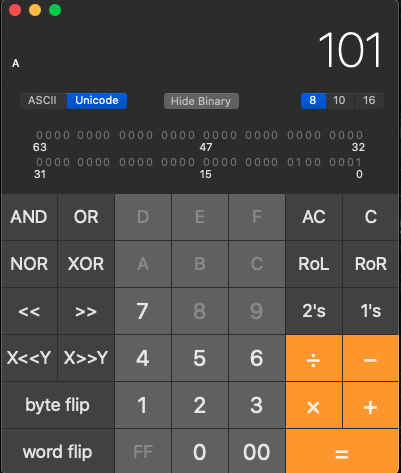 101
A
ASCII Unicode Hide Binary 8 10 16
0000 0000 0000 0000 0000 0000 0000 0000
63 47 32
0000 0000 0000 0000 0000 0000 0100 0001
31 15 0
AND OR D E F AC C
NOR XOR A B C RoL RoR
<< >> 7 8 9 2's 1's
X<<Y X>>Y 4 5 6 ÷ −
byte flip 1 2 3 × +
word flip FF 0 00 =